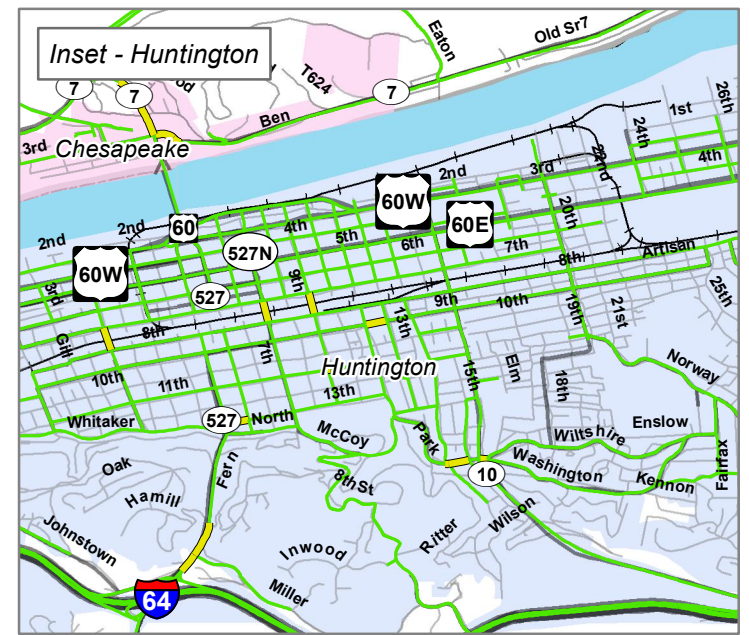 Inset - Huntington
Eaton
Old Sr7
T624
7
7
7
Ben
3rd
Chesapeake
26th
1st
24th
22nd
4th
3rd
2nd
60W
60E
20th
2nd
60
2nd
4th
527N
5th
6th
7th
8th
Artisan
60W
3rd
527
9th
Gill
8th
9th
10th
19th
21st
25th
13th
7th
Huntington
Elm
Norway
10th
11th
13th
15th
18th
Whitaker
527
North
McCoy
Park
Wiltshire
Enslow
Fairfax
Oak
Fern
8th St
10
Washington
Kennon
Hamill
Johnstown
Inwood
Ritter
Wilson
64
Miller